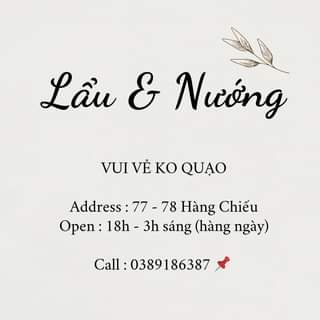 Lẩu & Nướng
VUI VẺ KO QUẠO
Address : 77 - 78 Hàng Chiếu
Open : 18h - 3h sáng (hàng ngày)
Call : 0389186387 📌